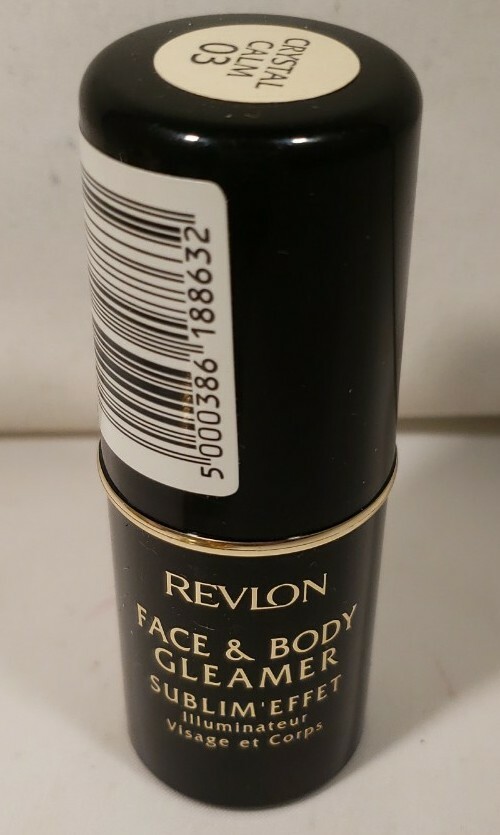 CRYSTAL
CALM
03
5 000386 188632
REVLON
FACE & BODY
GLEAMER
SUBLIM'EFFET
Illuminateur
Visage et Corps